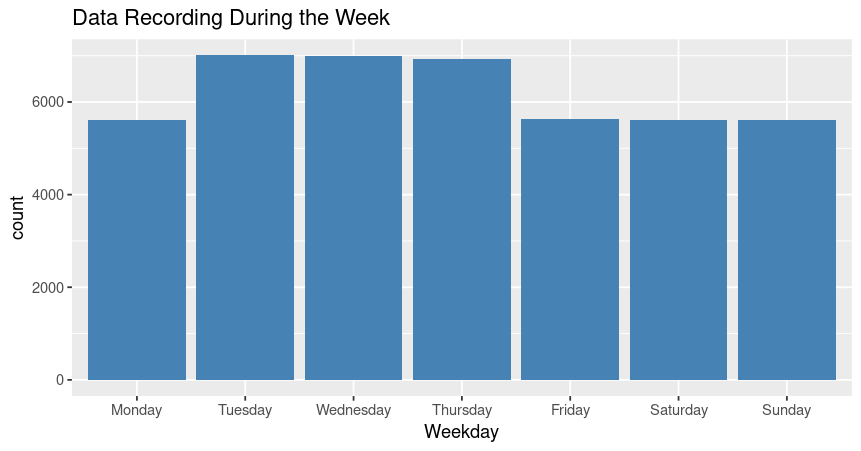 Data Recording During the Week
count
6000
4000
2000
0
Monday Tuesday Wednesday Thursday Friday Saturday Sunday
Weekday